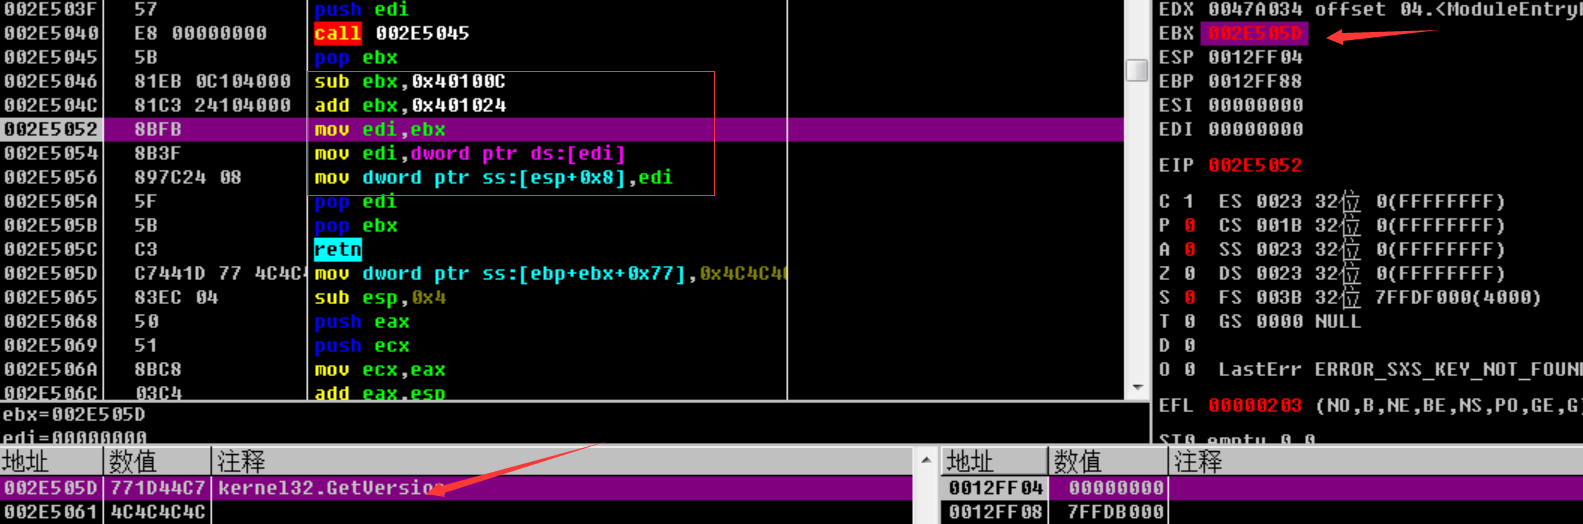 002E503F 57 push edi
002E5040 E8 00000000 call 002E5045
002E5045 5B pop ebx
002E5046 81EB 0C104000 sub ebx,0x40100C
002E504C 81C3 24104000 add ebx,0x401024
002E5052 8BFB mov edi,ebx
002E5054 8B3F mov edi,dword ptr ds:[edi]
002E5056 897C24 08 mov dword ptr ss:[esp+0x8],edi
002E505A 5F pop edi
002E505B 5B pop ebx
002E505C C3 retn
002E505D C7441D 77 4C4C4 mov dword ptr ss:[ebp+ebx+0x77],0x4C4C4
002E5065 83EC 04 sub esp,0x4
002E5068 50 push eax
002E5069 51 push ecx
002E506A 8BC8 mov ecx,eax
002E506C 03C4 add eax,esp
ebx=002E505D
edi=00000000
地址 数值 注释
002E505D 771D44C7 kernel32.GetVersion
002E5061 4C4C4C4C
EDX 0047A034 offset 04.<ModuleEntry
EBX 002E505D
ESP 0012FF04
EBP 0012FF88
ESI 00000000
EDI 00000000
EIP 002E5052
C 1 ES 0023 32位 0(FFFFFFFF)
P 0 CS 001B 32位 0(FFFFFFFF)
A 0 SS 0023 32位 0(FFFFFFFF)
Z 0 DS 0023 32位 0(FFFFFFFF)
S 0 FS 003B 32位 7FFDF000(4000)
T 0 GS 0000 NULL
D 0
O 0 LastErr ERROR_SXS_KEY_NOT_FOUN
EFL 00000203 (NO,B,NE,BE,NS,PO,GE,G)
ST0 empty 0.0
地址 数值 注释
0012FF04 00000000
0012FF08 7FFDB000